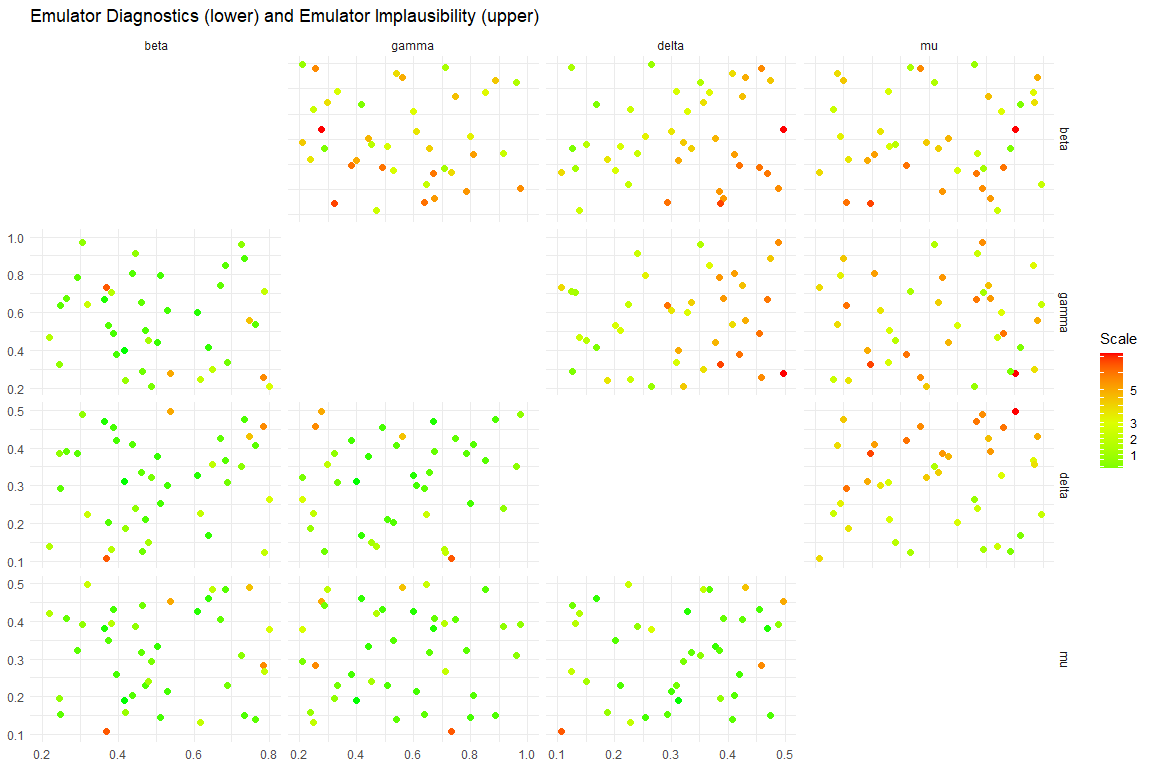 Emulator Diagnostics (lower) and Emulator Implausibility (upper)
beta gamma delta mu
beta
1.0
0.8
0.6
0.4
0.2
gamma
Scale
5
3
2
1
0.5
0.4
0.3
0.2
0.1
delta
0.5
0.4
0.3
0.2
0.1
mu
0.2 0.4 0.6 0.8 0.2 0.4 0.6 0.8 1.0 0.1 0.2 0.3 0.4 0.5